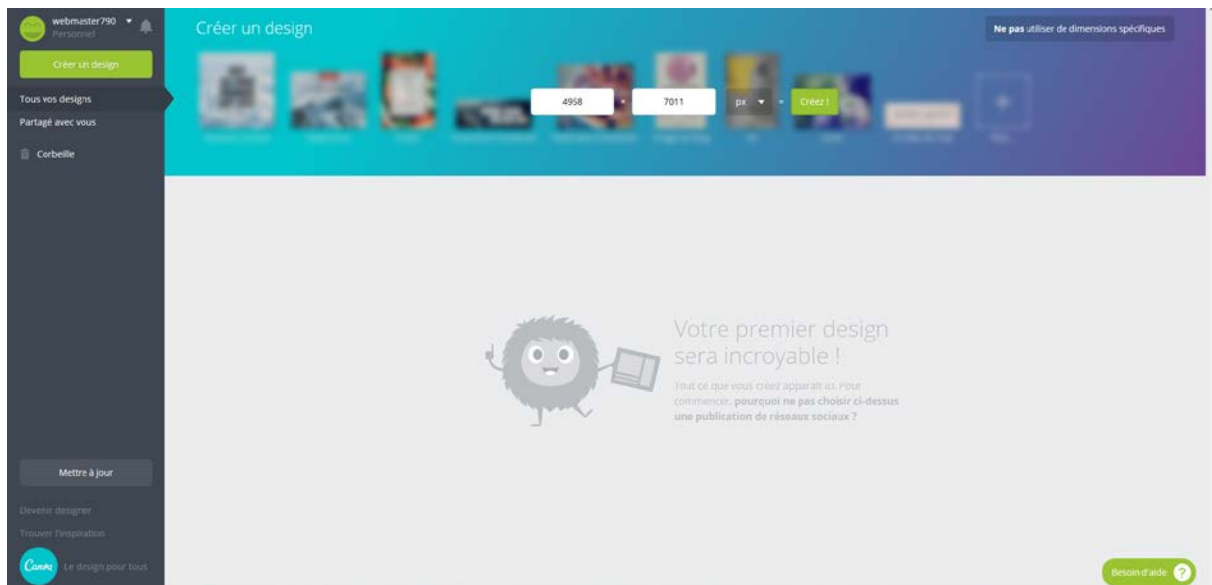 webmaster790
Personnel
Créer un design
Tous vos designs
Partagé avec vous
Corbeille
Mettre à jour
Devenir designer
Trouver l'inspiration
Canva
Le design pour tous
Créer un design
Ne pas utiliser de dimensions spécifiques
4958 × 7011 px = Créez !
Votre premier design
sera incroyable !
Tout ce que vous créez apparaît ici. Pour
commencer, pourquoi ne pas choisir ci-dessus
une publication de réseaux sociaux ?
Besoin d'aide ?